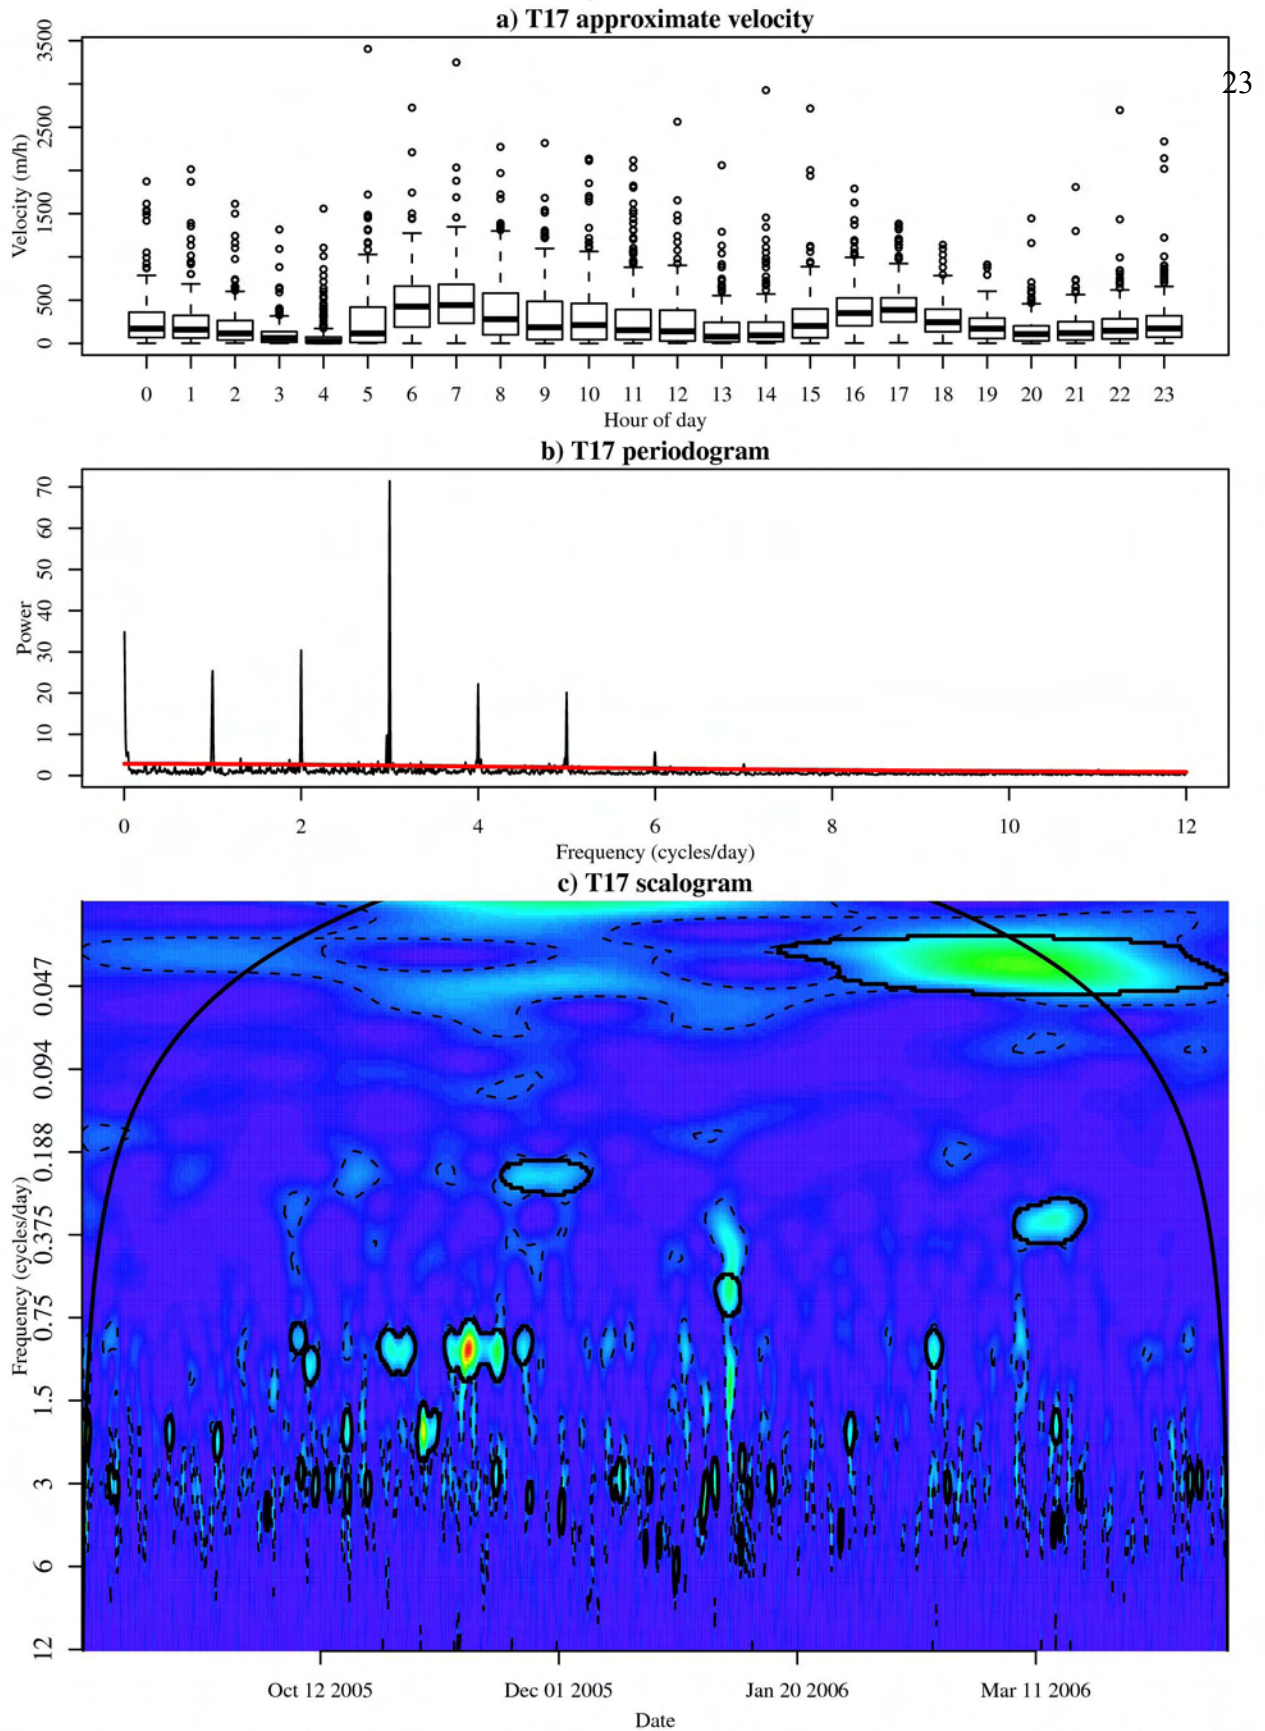 a) T17 approximate velocity
23
Velocity (m/h)
0 500 1500 2500 3500
0 1 2 3 4 5 6 7 8 9 10 11 12 13 14 15 16 17 18 19 20 21 22 23
Hour of day
b) T17 periodogram
Power
0 10 20 30 40 50 60 70
0 2 4 6 8 10 12
Frequency (cycles/day)
c) T17 scalogram
Frequency (cycles/day)
0.047
0.094
0.188
0.375
0.75
1.5
3
6
12
Oct 12 2005 Dec 01 2005 Jan 20 2006 Mar 11 2006
Date